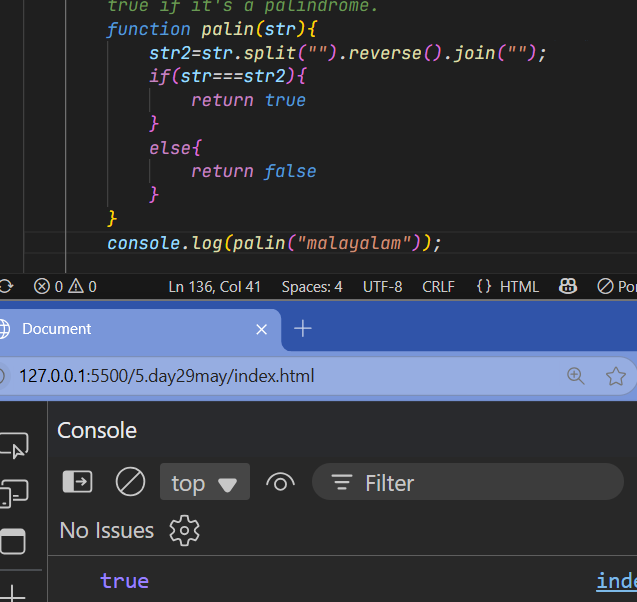 true if it's a palindrome.
function palin(str){
str2=str.split("").reverse().join("");
if(str===str2){
return true
}
else{
return false
}
}
console.log(palin("malayalam"));
0 0 Ln 136, Col 41 Spaces: 4 UTF-8 CRLF {} HTML
Document
127.0.0.1:5500/5.day29may/index.html
Console
top Filter
No Issues
true